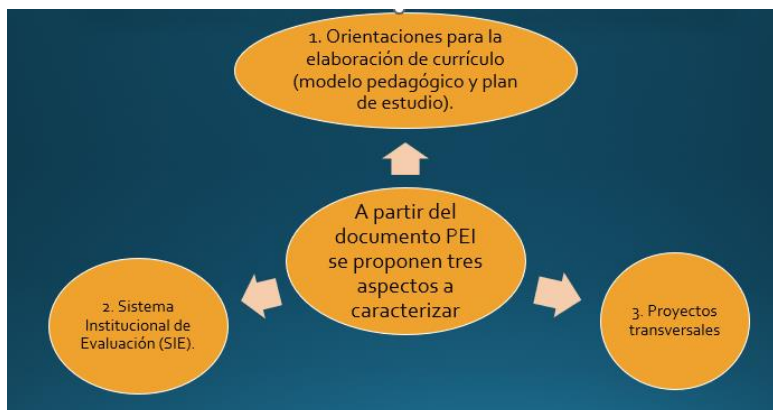 1. Orientaciones para la
elaboración de currículo
(modelo pedagógico y plan
de estudio).
A partir del
documento PEI
se proponen tres
aspectos a
caracterizar
2. Sistema
Institucional de
Evaluación (SIE).
3. Proyectos
transversales